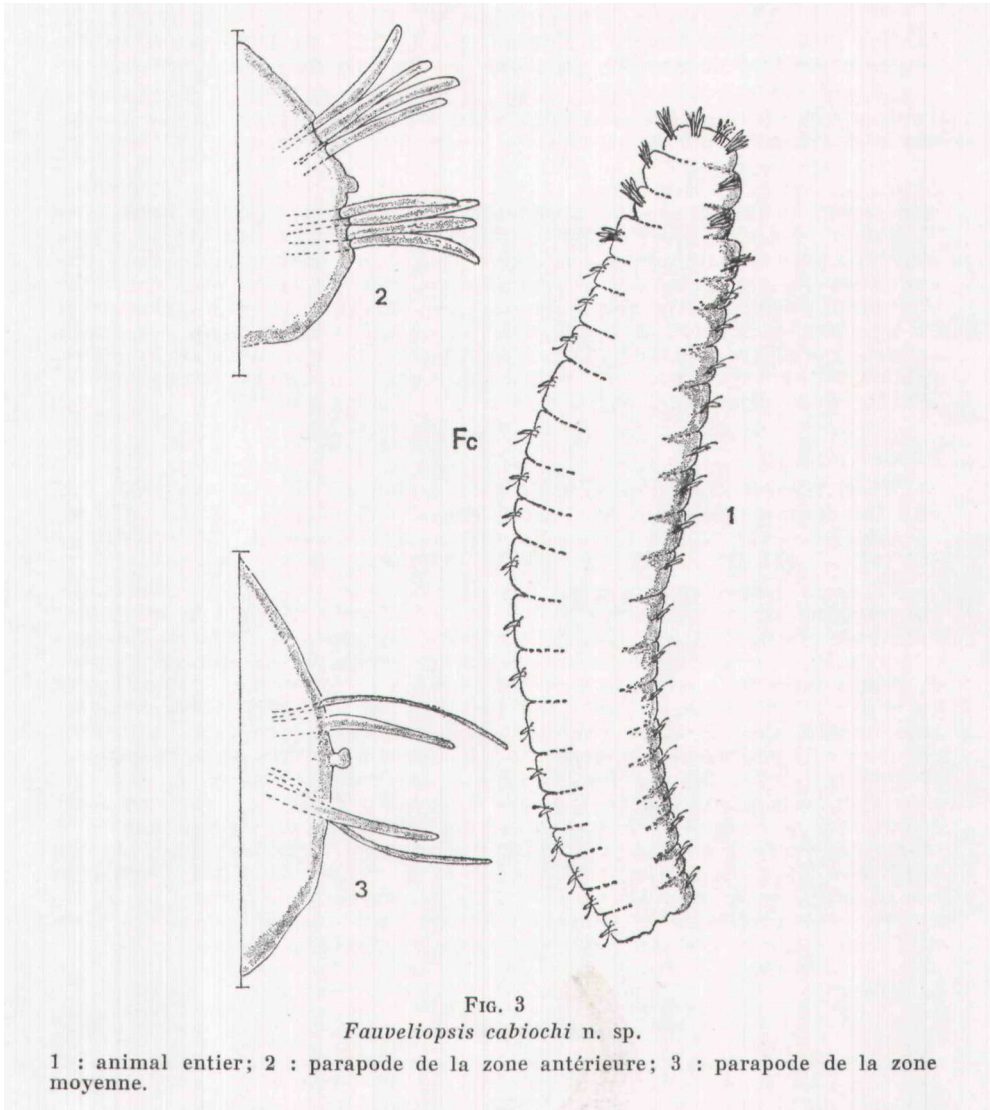 2
Fc
1
3
FIG. 3
Fauveliopsis cabiochi n. sp.
1 : animal entier; 2 : parapode de la zone antérieure; 3 : parapode de la zone
moyenne.